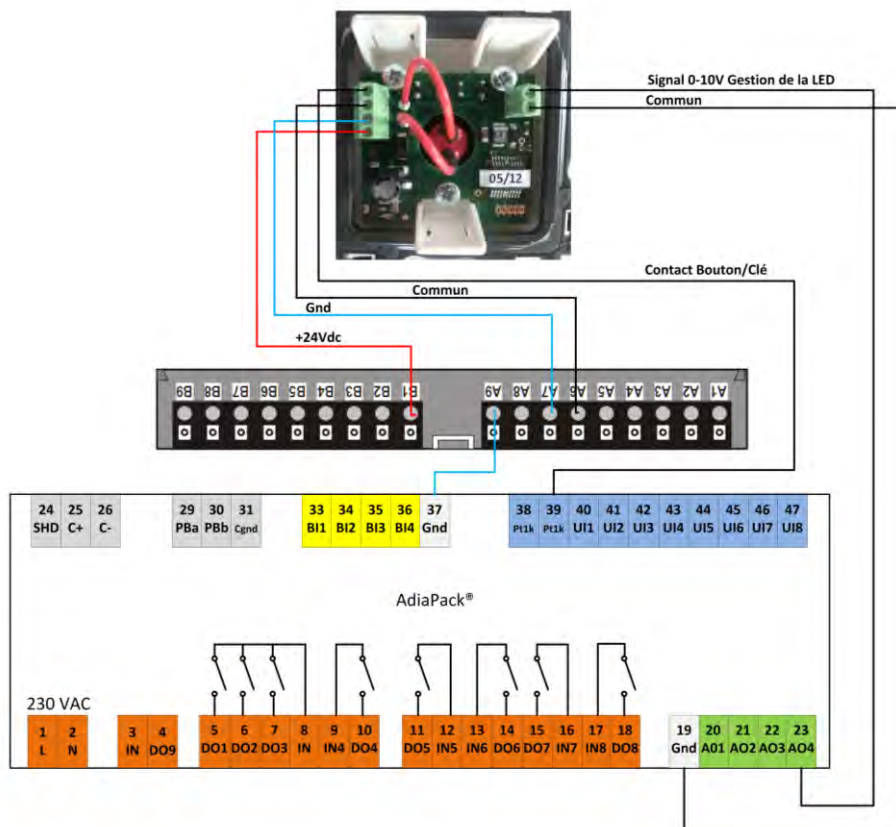 Signal 0-10V Gestion de la LED
Commun
05/12
Contact Bouton/Clé
Commun
Gnd
+24Vdc
B9 B8 B7 B6 B5 B4 B3 B2 B1 A9 A8 A7 A6 A5 A4 A3 A2 A1
24 25 26 29 30 31 33 34 35 36 37 38 39 40 41 42 43 44 45 46 47
SHD C+ C- PBa PBb Cgnd BI1 BI2 BI3 BI4 Gnd Pt1k Pt1k UI1 UI2 UI3 UI4 UI5 UI6 UI7 UI8
AdiaPack®
230 VAC
1 2 3 4 5 6 7 8 9 10 11 12 13 14 15 16 17 18 19 20 21 22 23
L N IN DO9 DO1 DO2 DO3 IN IN4 DO4 DO5 IN5 IN6 DO6 DO7 IN7 IN8 DO8 Gnd A01 AO2 AO3 AO4